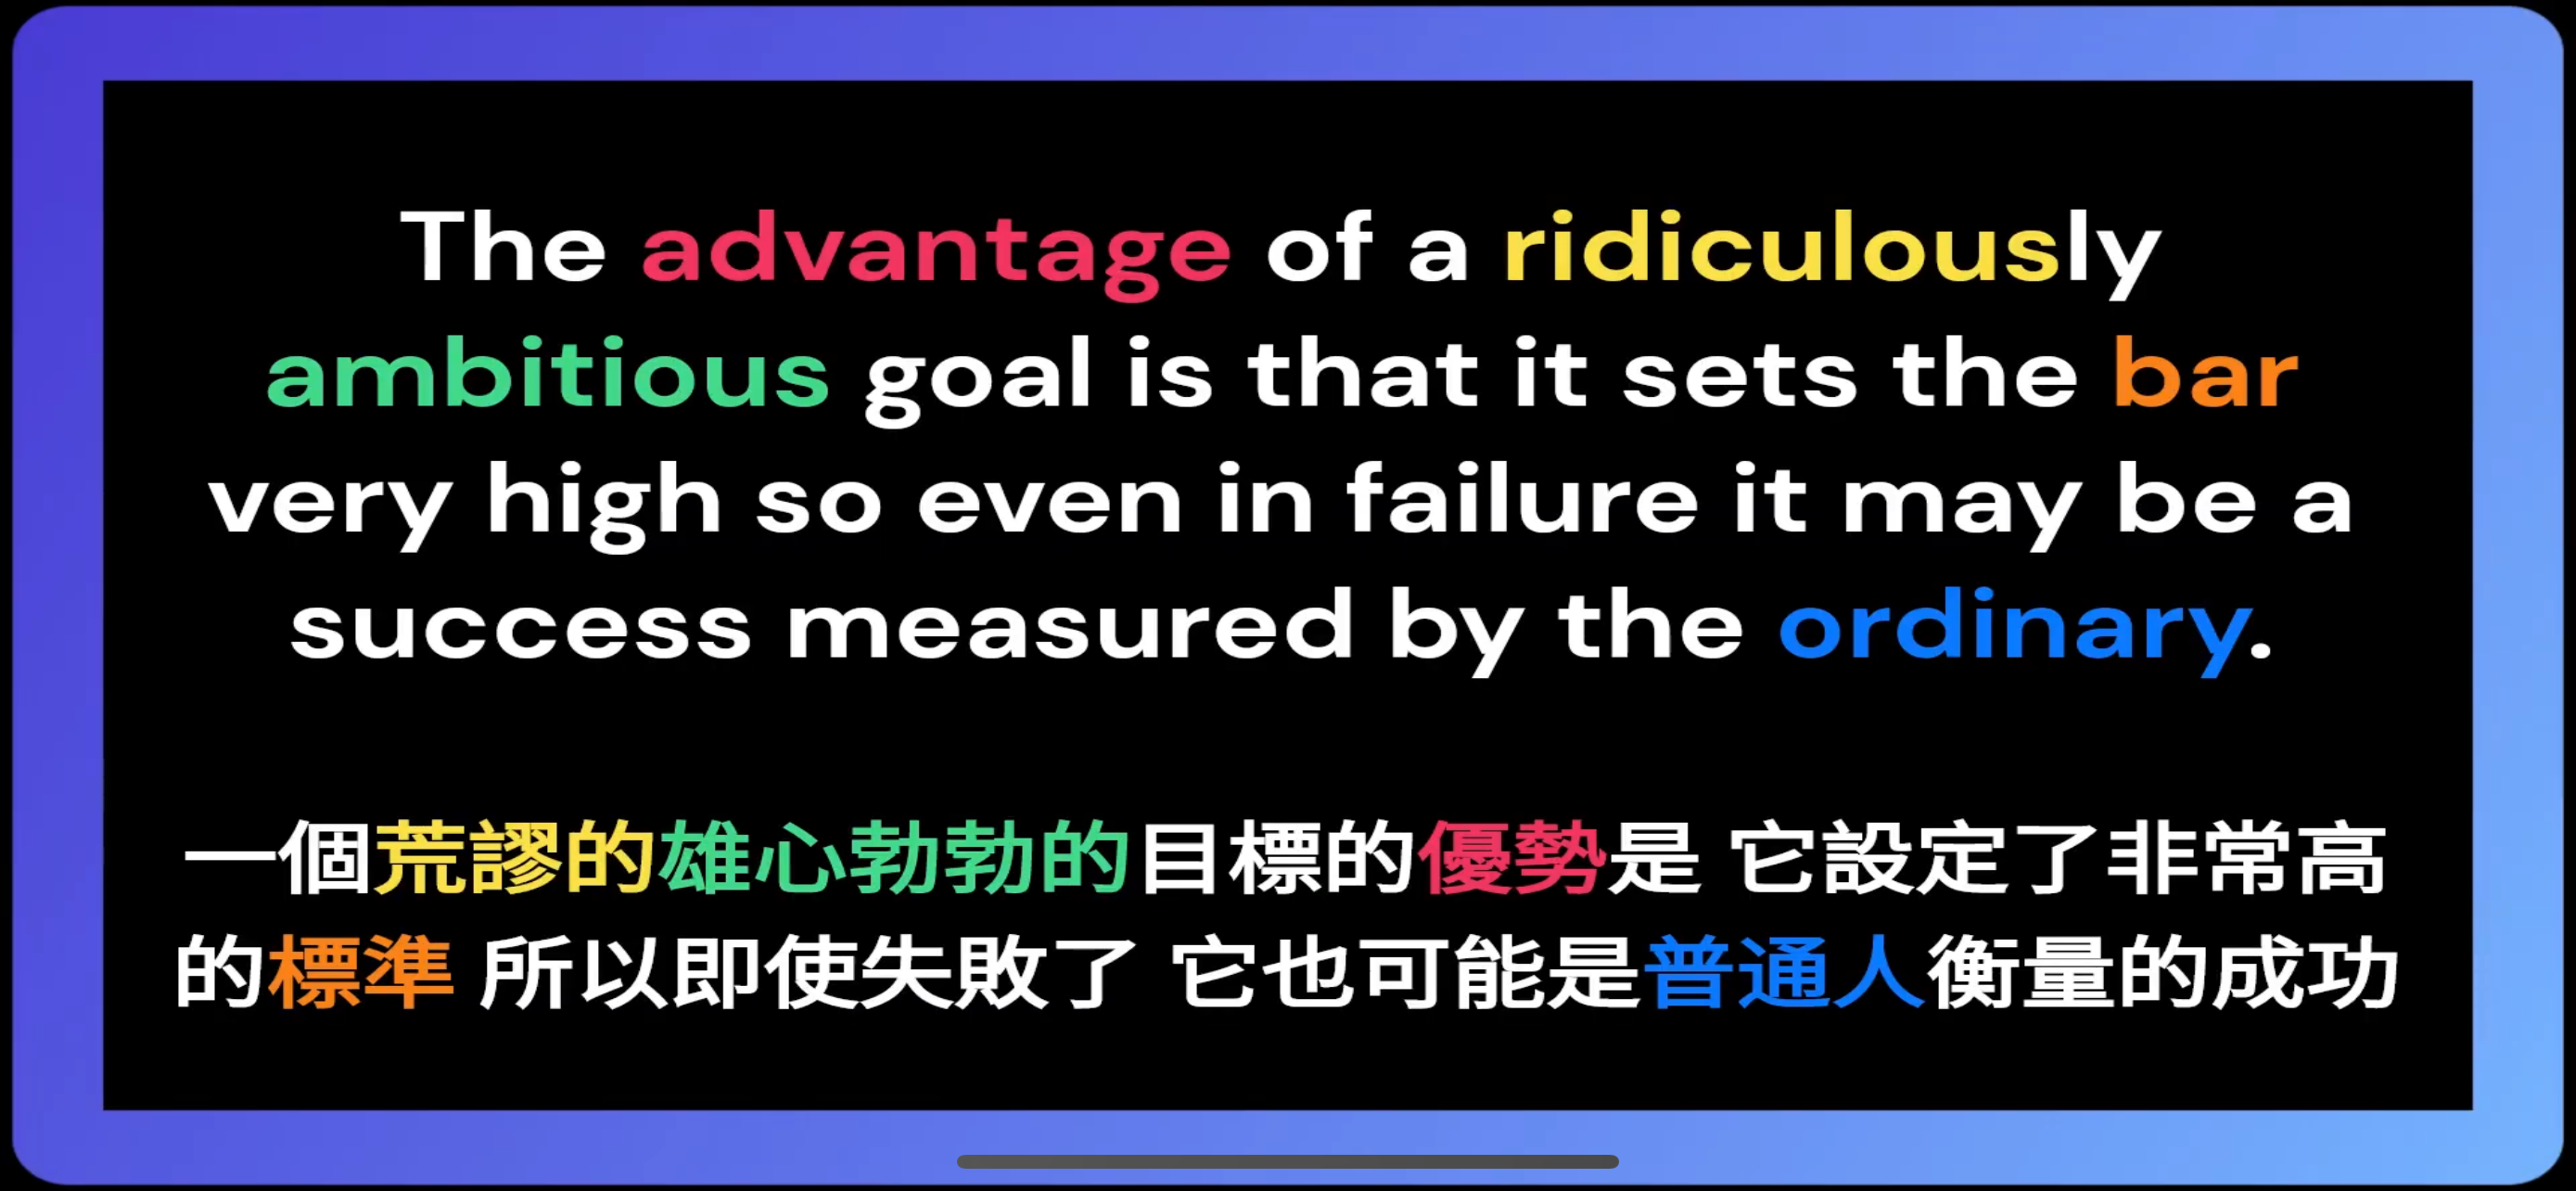 The advantage of a ridiculously
ambitious goal is that it sets the bar
very high so even in failure it may be a
success measured by the ordinary.
一個荒謬的雄心勃勃的目標的優勢是 它設定了非常高
的標準 所以即使失敗了 它也可能是普通人衡量的成功